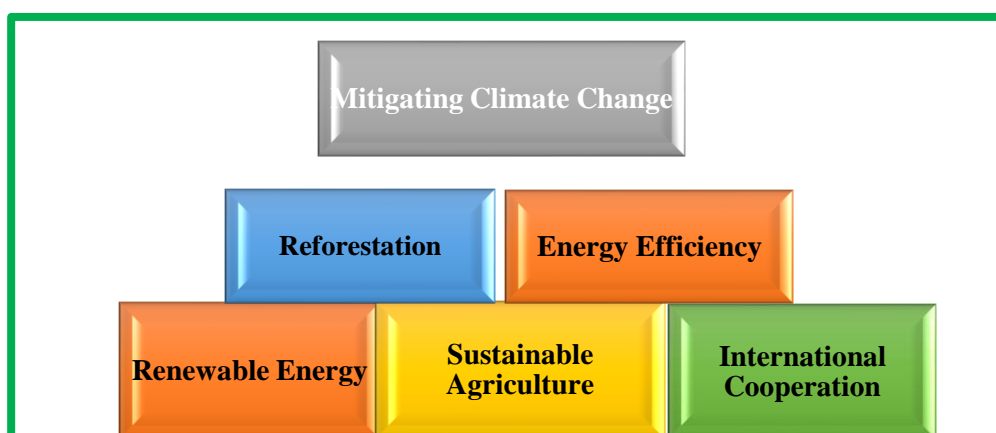 Mitigating Climate Change
Reforestation
Energy Efficiency
Renewable Energy
Sustainable
Agriculture
International
Cooperation